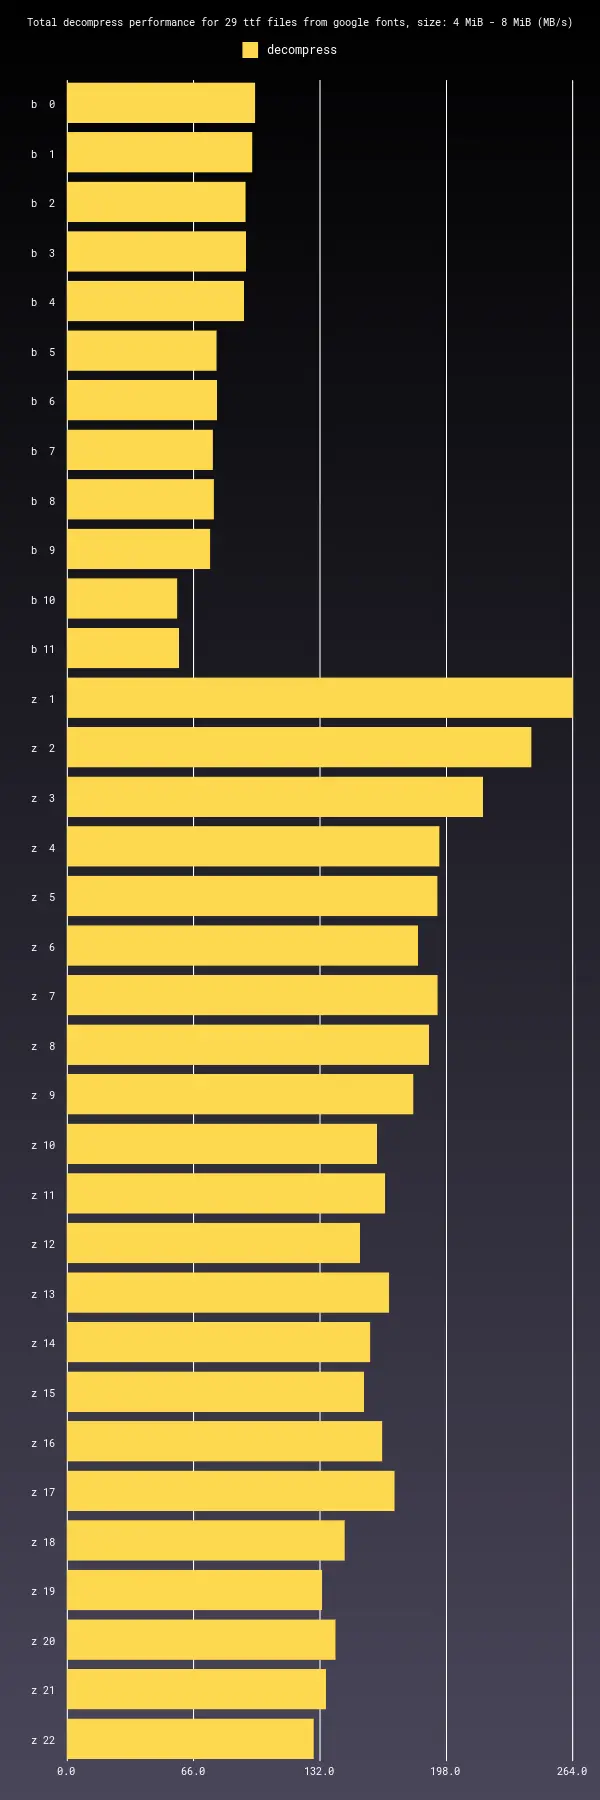 Total decompress performance for 29 ttf files from google fonts, size: 4 MiB - 8 MiB (MB/s)
decompress
b  0
b  1
b  2
b  3
b  4
b  5
b  6
b  7
b  8
b  9
b 10
b 11
z  1
z  2
z  3
z  4
z  5
z  6
z  7
z  8
z  9
z 10
z 11
z 12
z 13
z 14
z 15
z 16
z 17
z 18
z 19
z 20
z 21
z 22
0.0 66.0 132.0 198.0 264.0